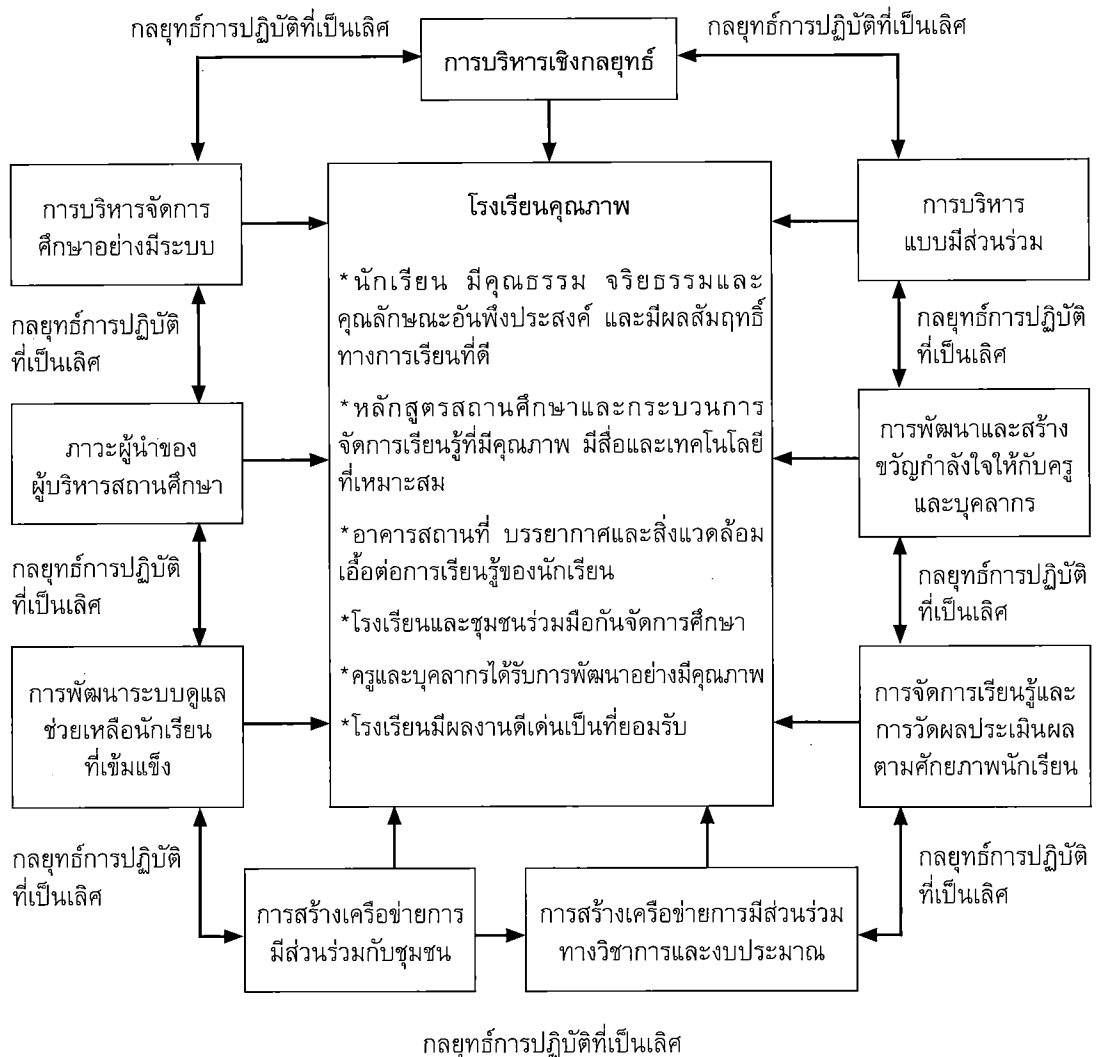 กลยุทธ์การปฏิบัติที่เป็นเลิศ
กลยุทธ์การปฏิบัติที่เป็นเลิศ
การบริหารเชิงกลยุทธ์
การบริหารจัดการ
ศึกษาอย่างมีระบบ
กลยุทธ์การปฏิบัติ
ที่เป็นเลิศ
ภาวะผู้นำของ
ผู้บริหารสถานศึกษา
กลยุทธ์การปฏิบัติ
ที่เป็นเลิศ
การพัฒนาระบบดูแล
ช่วยเหลือนักเรียน
ที่เข้มแข็ง
กลยุทธ์การปฏิบัติ
ที่เป็นเลิศ
โรงเรียนคุณภาพ
*นักเรียน มีคุณธรรม จริยธรรมและ
คุณลักษณะอันพึงประสงค์ และมีผลสัมฤทธิ์
ทางการเรียนที่ดี
*หลักสูตรสถานศึกษาและกระบวนการ
จัดการเรียนรู้ที่มีคุณภาพ มีสื่อและเทคโนโลยี
ที่เหมาะสม
*อาคารสถานที่ บรรยากาศและสิ่งแวดล้อม
เอื้อต่อการเรียนรู้ของนักเรียน
*โรงเรียนและชุมชนร่วมมือกันจัดการศึกษา
*ครูและบุคลากรได้รับการพัฒนาอย่างมีคุณภาพ
*โรงเรียนมีผลงานดีเด่นเป็นที่ยอมรับ
การบริหาร
แบบมีส่วนร่วม
กลยุทธ์การปฏิบัติ
ที่เป็นเลิศ
การพัฒนาและสร้าง
ขวัญกำลังใจให้กับครู
และบุคลากร
กลยุทธ์การปฏิบัติ
ที่เป็นเลิศ
การจัดการเรียนรู้และ
การวัดผลประเมินผล
ตามศักยภาพนักเรียน
กลยุทธ์การปฏิบัติ
ที่เป็นเลิศ
การสร้างเครือข่ายการ
มีส่วนร่วมกับชุมชน
การสร้างเครือข่ายการมีส่วนร่วม
ทางวิชาการและงบประมาณ
กลยุทธ์การปฏิบัติที่เป็นเลิศ